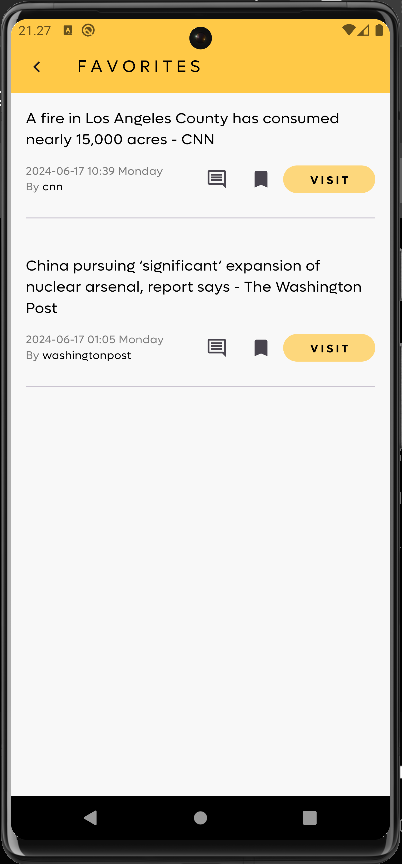 21.27
FAVORITES
A fire in Los Angeles County has consumed
nearly 15,000 acres - CNN
2024-06-17 10:39 Monday
By cnn
VISIT
China pursuing ‘significant’ expansion of
nuclear arsenal, report says - The Washington
Post
2024-06-17 01:05 Monday
By washingtonpost
VISIT